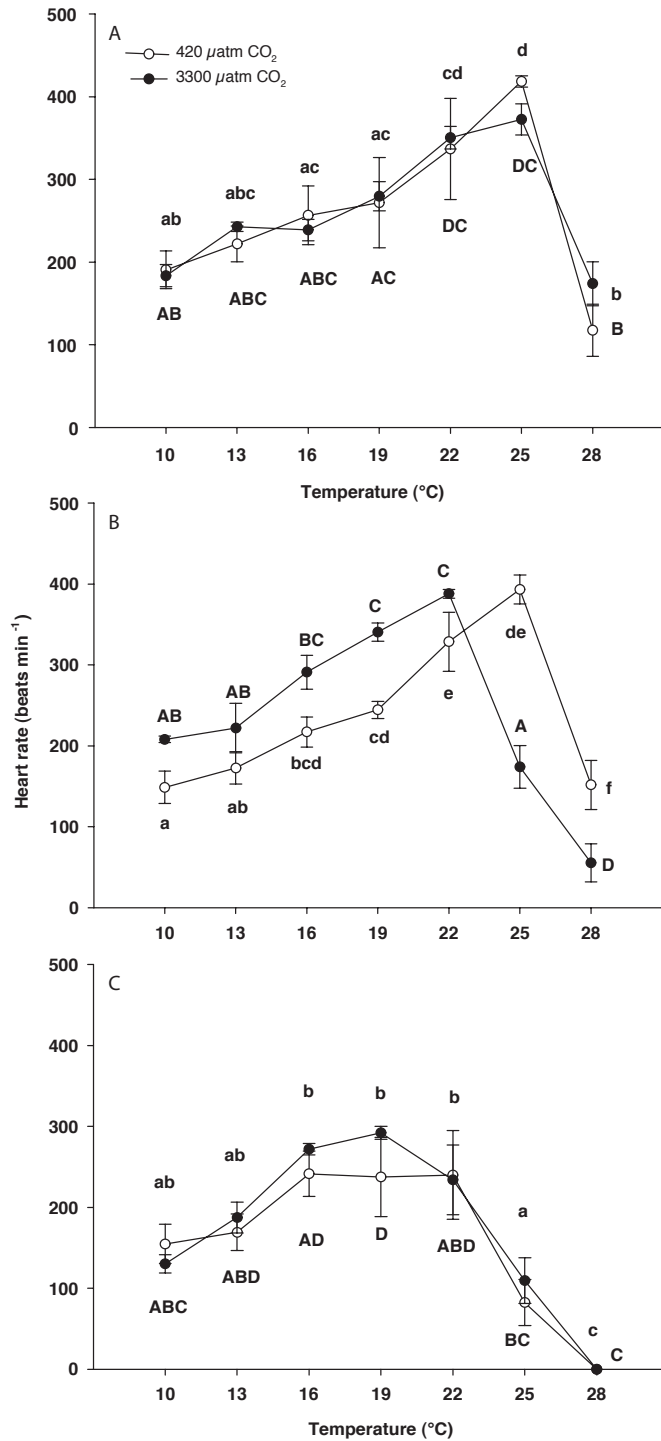 A
420 µatm CO2
3300 µatm CO2
500
400
300
200
100
0
ab
abc
ac
ac
cd
d
b
AB
ABC
ABC
AC
DC
DC
B
10 13 16 19 22 25 28
Temperature (°C)
B
Heart rate (beats min -1)
500
400
300
200
100
0
AB
AB
BC
C
C
A
D
a
ab
bcd
cd
e
de
f
10 13 16 19 22 25 28
C
500
400
300
200
100
0
ab
ab
b
b
b
a
c
ABC
ABD
AD
D
ABD
BC
C
10 13 16 19 22 25 28
Temperature (°C)